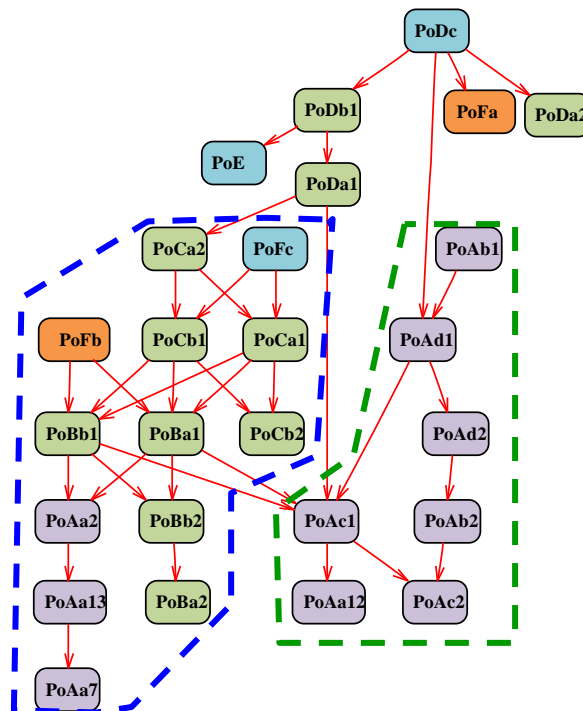 PoDc
PoDb1
PoFa
PoDa2
PoE
PoDa1
PoCa2
PoFc
PoAb1
PoFb
PoCb1
PoCa1
PoAd1
PoBb1
PoBa1
PoCb2
PoAd2
PoAa2
PoBb2
PoAc1
PoAb2
PoAa13
PoBa2
PoAa12
PoAc2
PoAa7